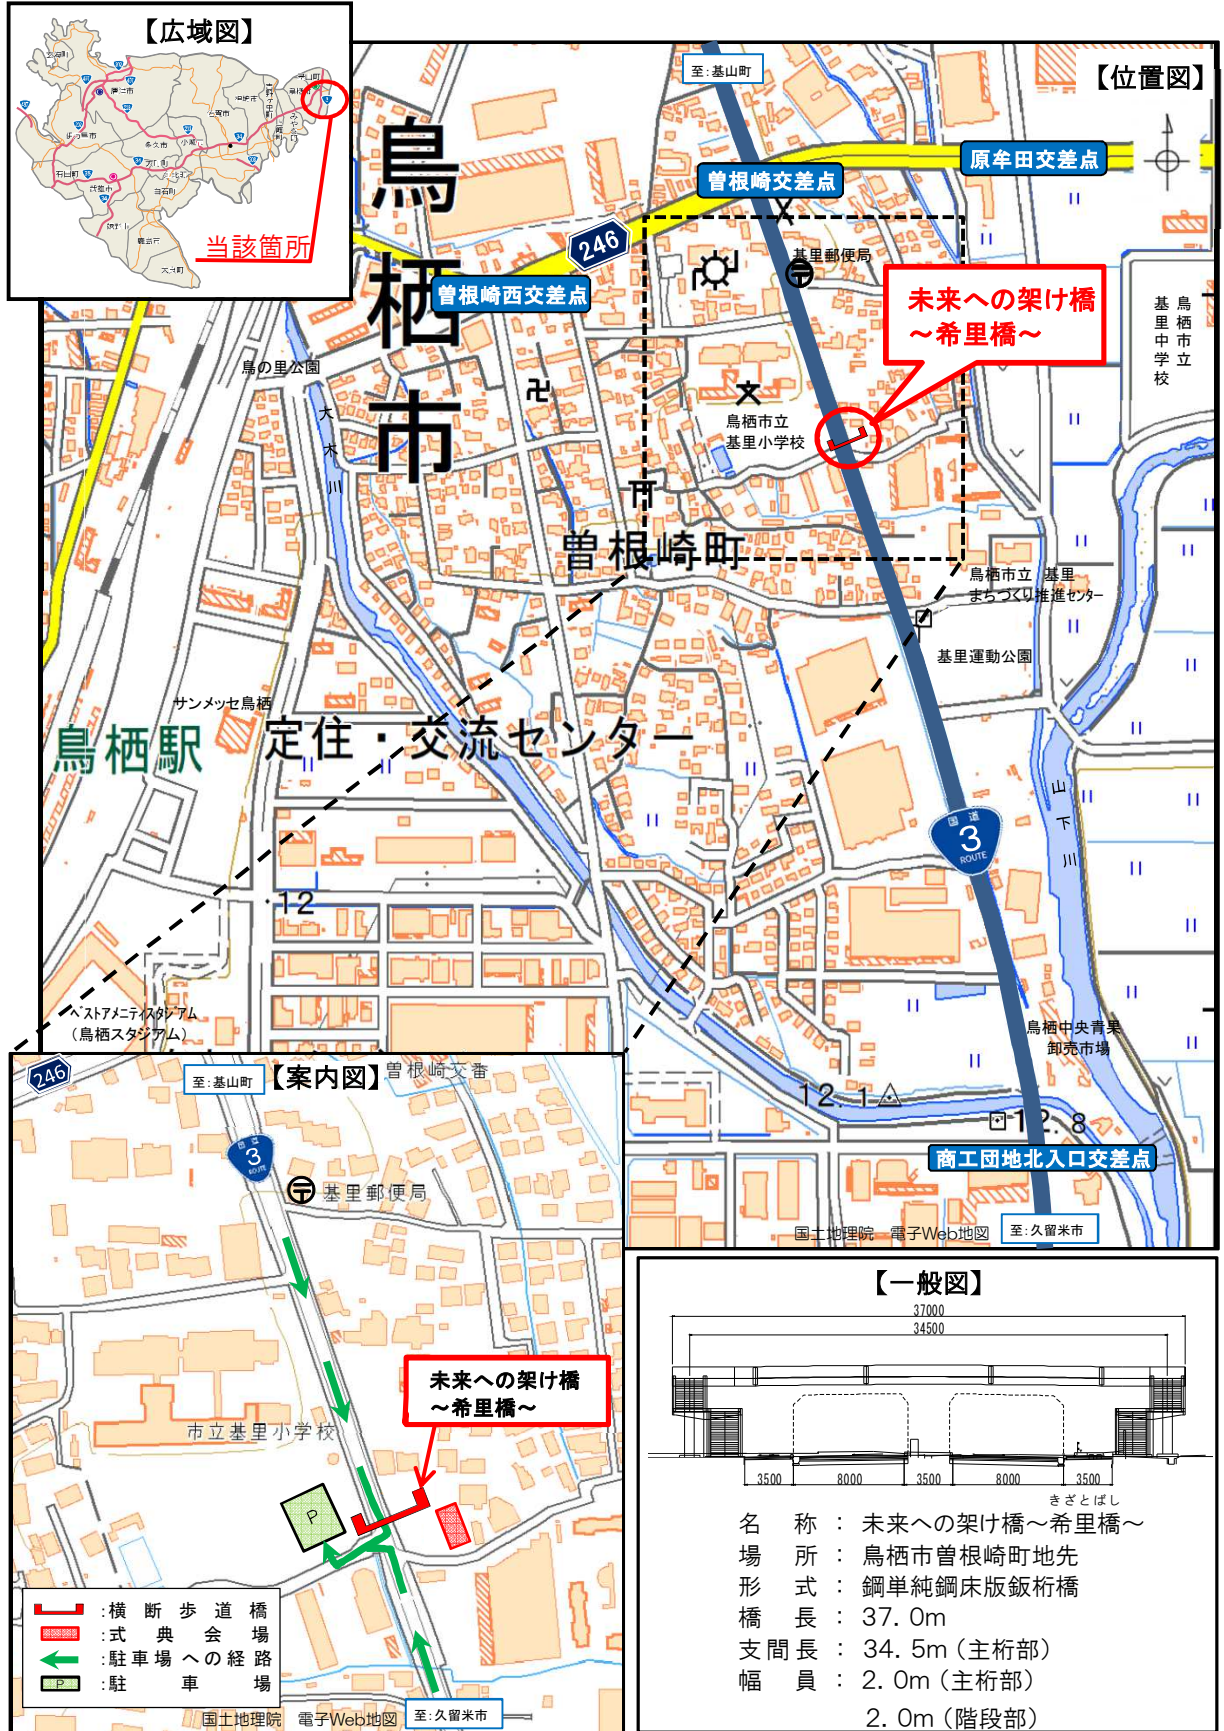 【広域図】
当該箇所
【位置図】
至:基山町
原牟田交差点
曽根崎交差点
246
曽根崎西交差点
基里郵便局
未来への架け橋
～希里橋～
鳥栖市立
基里中学校
鳥栖市
鳥の里公園
大木川
鳥栖市立
基里小学校
曽根崎町
鳥栖市立 基里
まちづくり推進センター
基里運動公園
サンメッセ鳥栖
鳥栖駅
定住・交流センター
山下川
国道
3
ROUTE
12
ベストアメニティスタジアム
(鳥栖スタジアム)
鳥栖中央青果
卸売市場
12.1
12.8
商工団地北入口交差点
国土地理院 電子Web地図
至:久留米市
246
至:基山町
【案内図】
曽根崎交番
国道
3
ROUTE
基里郵便局
未来への架け橋
～希里橋～
市立基里小学校
P
:横断歩道橋
:式典会場
:駐車場への経路
P
:駐車場
国土地理院 電子Web地図
至:久留米市
【一般図】
37000
34500
3500 8000 3500 8000 3500
きざとばし
名称：未来への架け橋～希里橋～
場所：鳥栖市曽根崎町地先
形式：鋼単純鋼床版鈑桁橋
橋長：37.0m
支間長：34.5m(主桁部)
幅員：2.0m(主桁部)
2.0m(階段部)